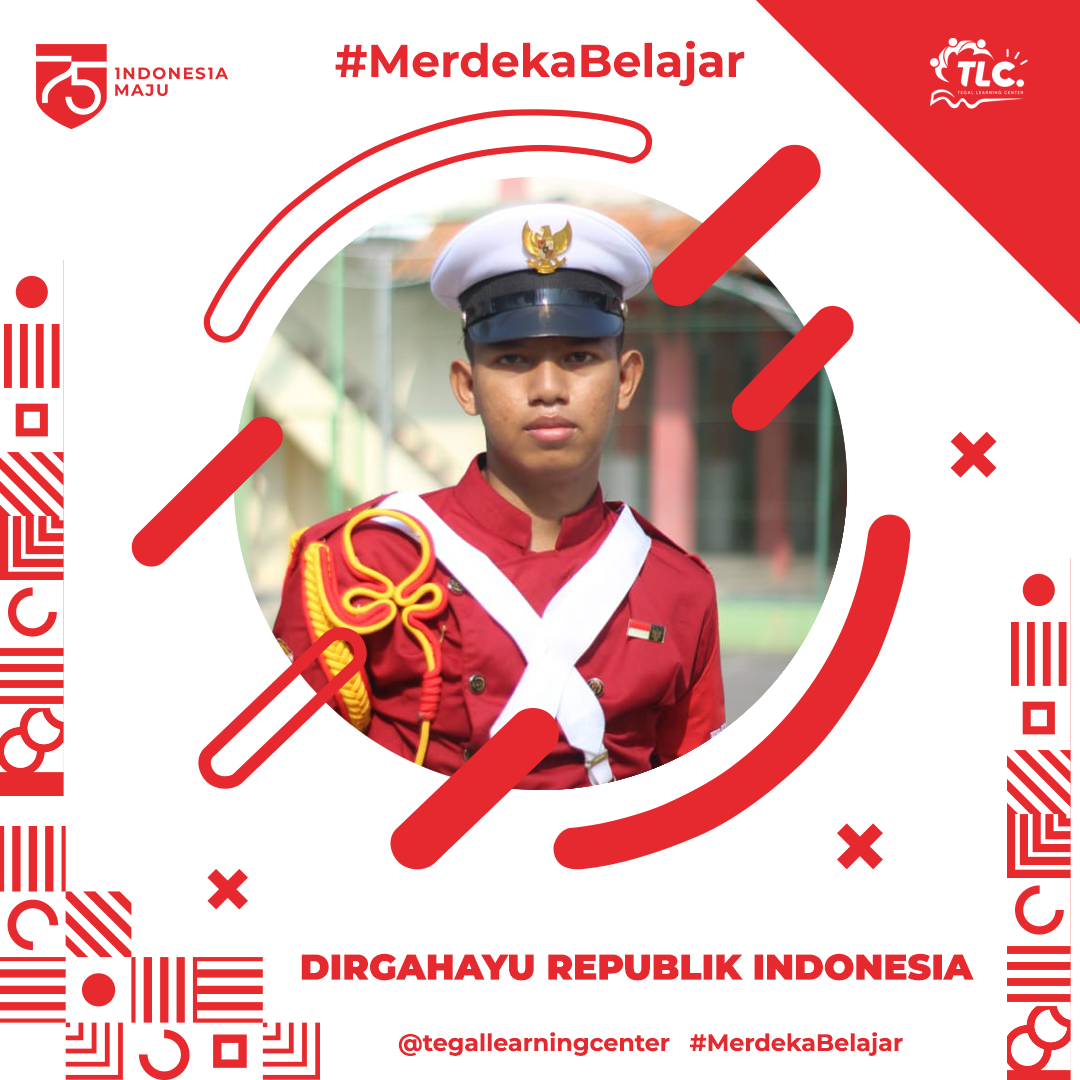 #MerdekaBelajar
75
INDONESIA
MAJU
TLC.
TEGAL LEARNING CENTER
DIRGAHAYU REPUBLIK INDONESIA
@tegallearningcenter #MerdekaBelajar